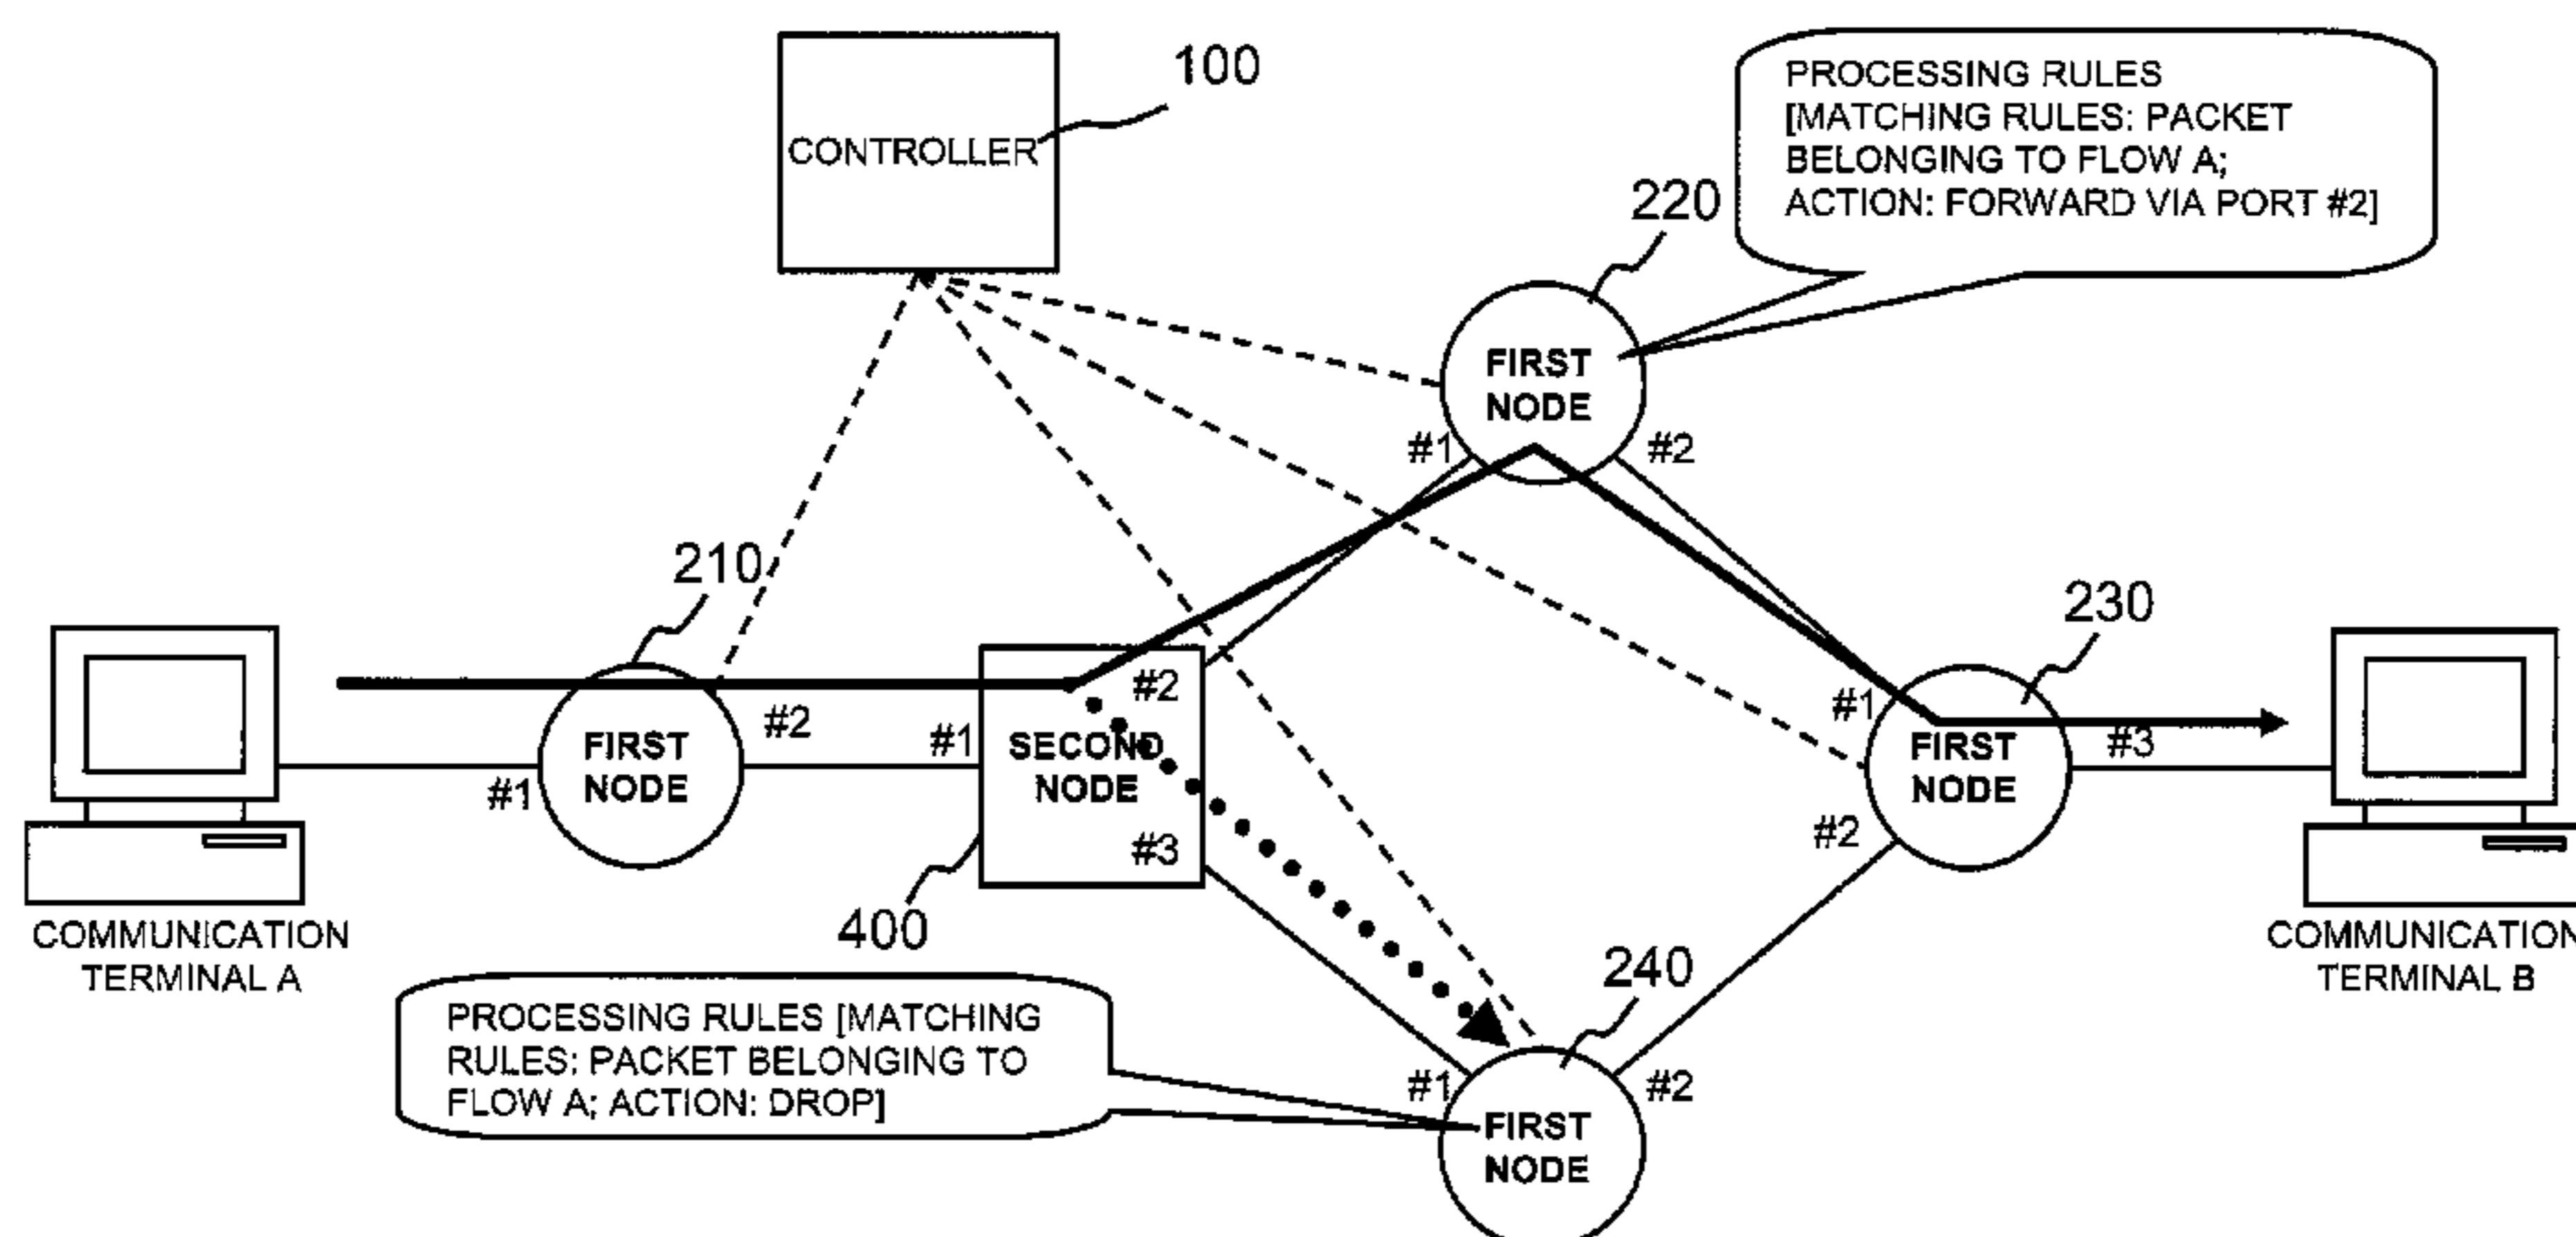 100
CONTROLLER
PROCESSING RULES
[MATCHING RULES: PACKET
BELONGING TO FLOW A;
ACTION: FORWARD VIA PORT #2]
220
FIRST
NODE
#1
#2
210
FIRST
NODE
#1
#2
#1
#2
SECOND
NODE
#3
400
230
#1
FIRST
NODE
#3
#2
COMMUNICATION
TERMINAL A
COMMUNICATION
TERMINAL B
PROCESSING RULES [MATCHING
RULES: PACKET BELONGING TO
FLOW A; ACTION: DROP]
240
#1
#2
FIRST
NODE